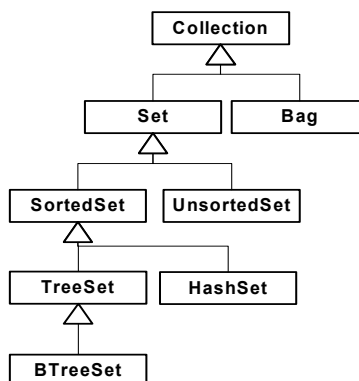 Collection
Set
Bag
SortedSet
UnsortedSet
TreeSet
HashSet
BTreeSet